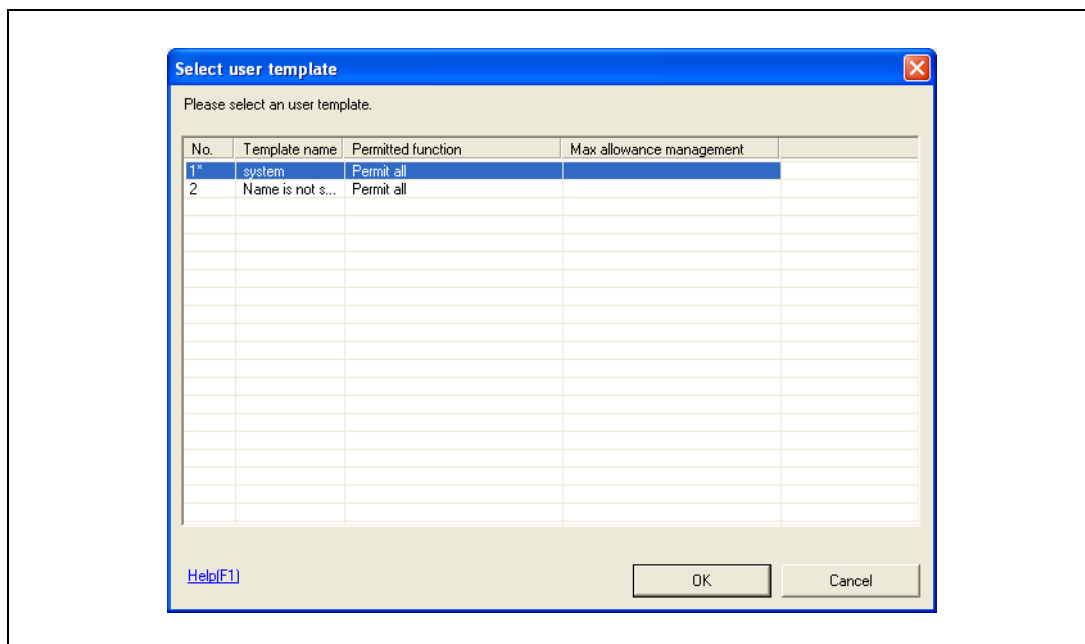 Select user template
Please select an user template.
No. Template name Permitted function Max allowance management
1* system Permit all
2 Name is not s... Permit all
Help(F1) OK Cancel